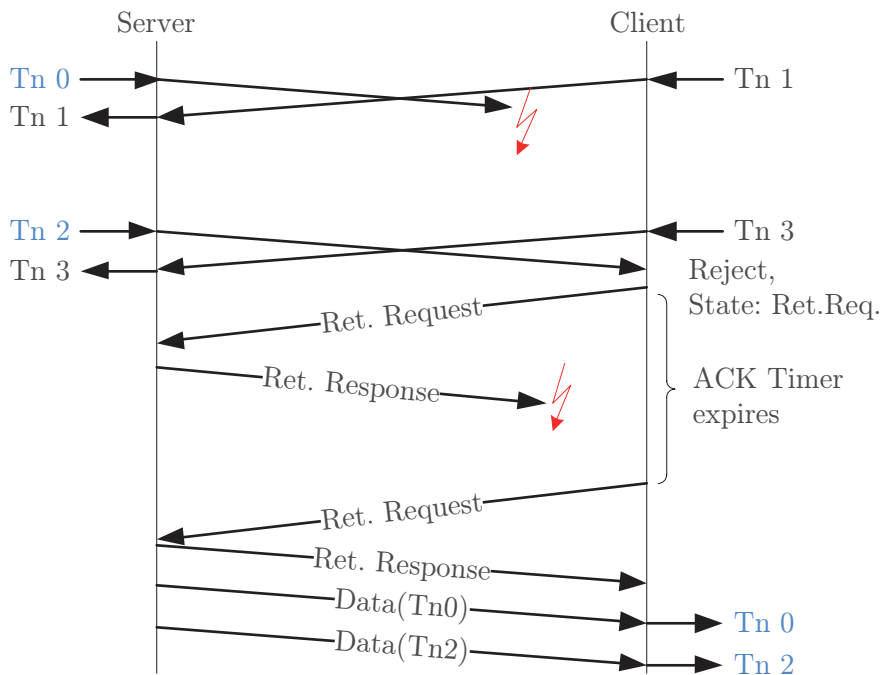 Server
Client
Tn 0
Tn 1
Tn 1
Tn 2
Tn 3
Tn 3
Reject,
State: Ret.Req.
Ret. Request
Ret. Response
ACK Timer
expires
Ret. Request
Ret. Response
Data(Tn0)
Tn 0
Data(Tn2)
Tn 2